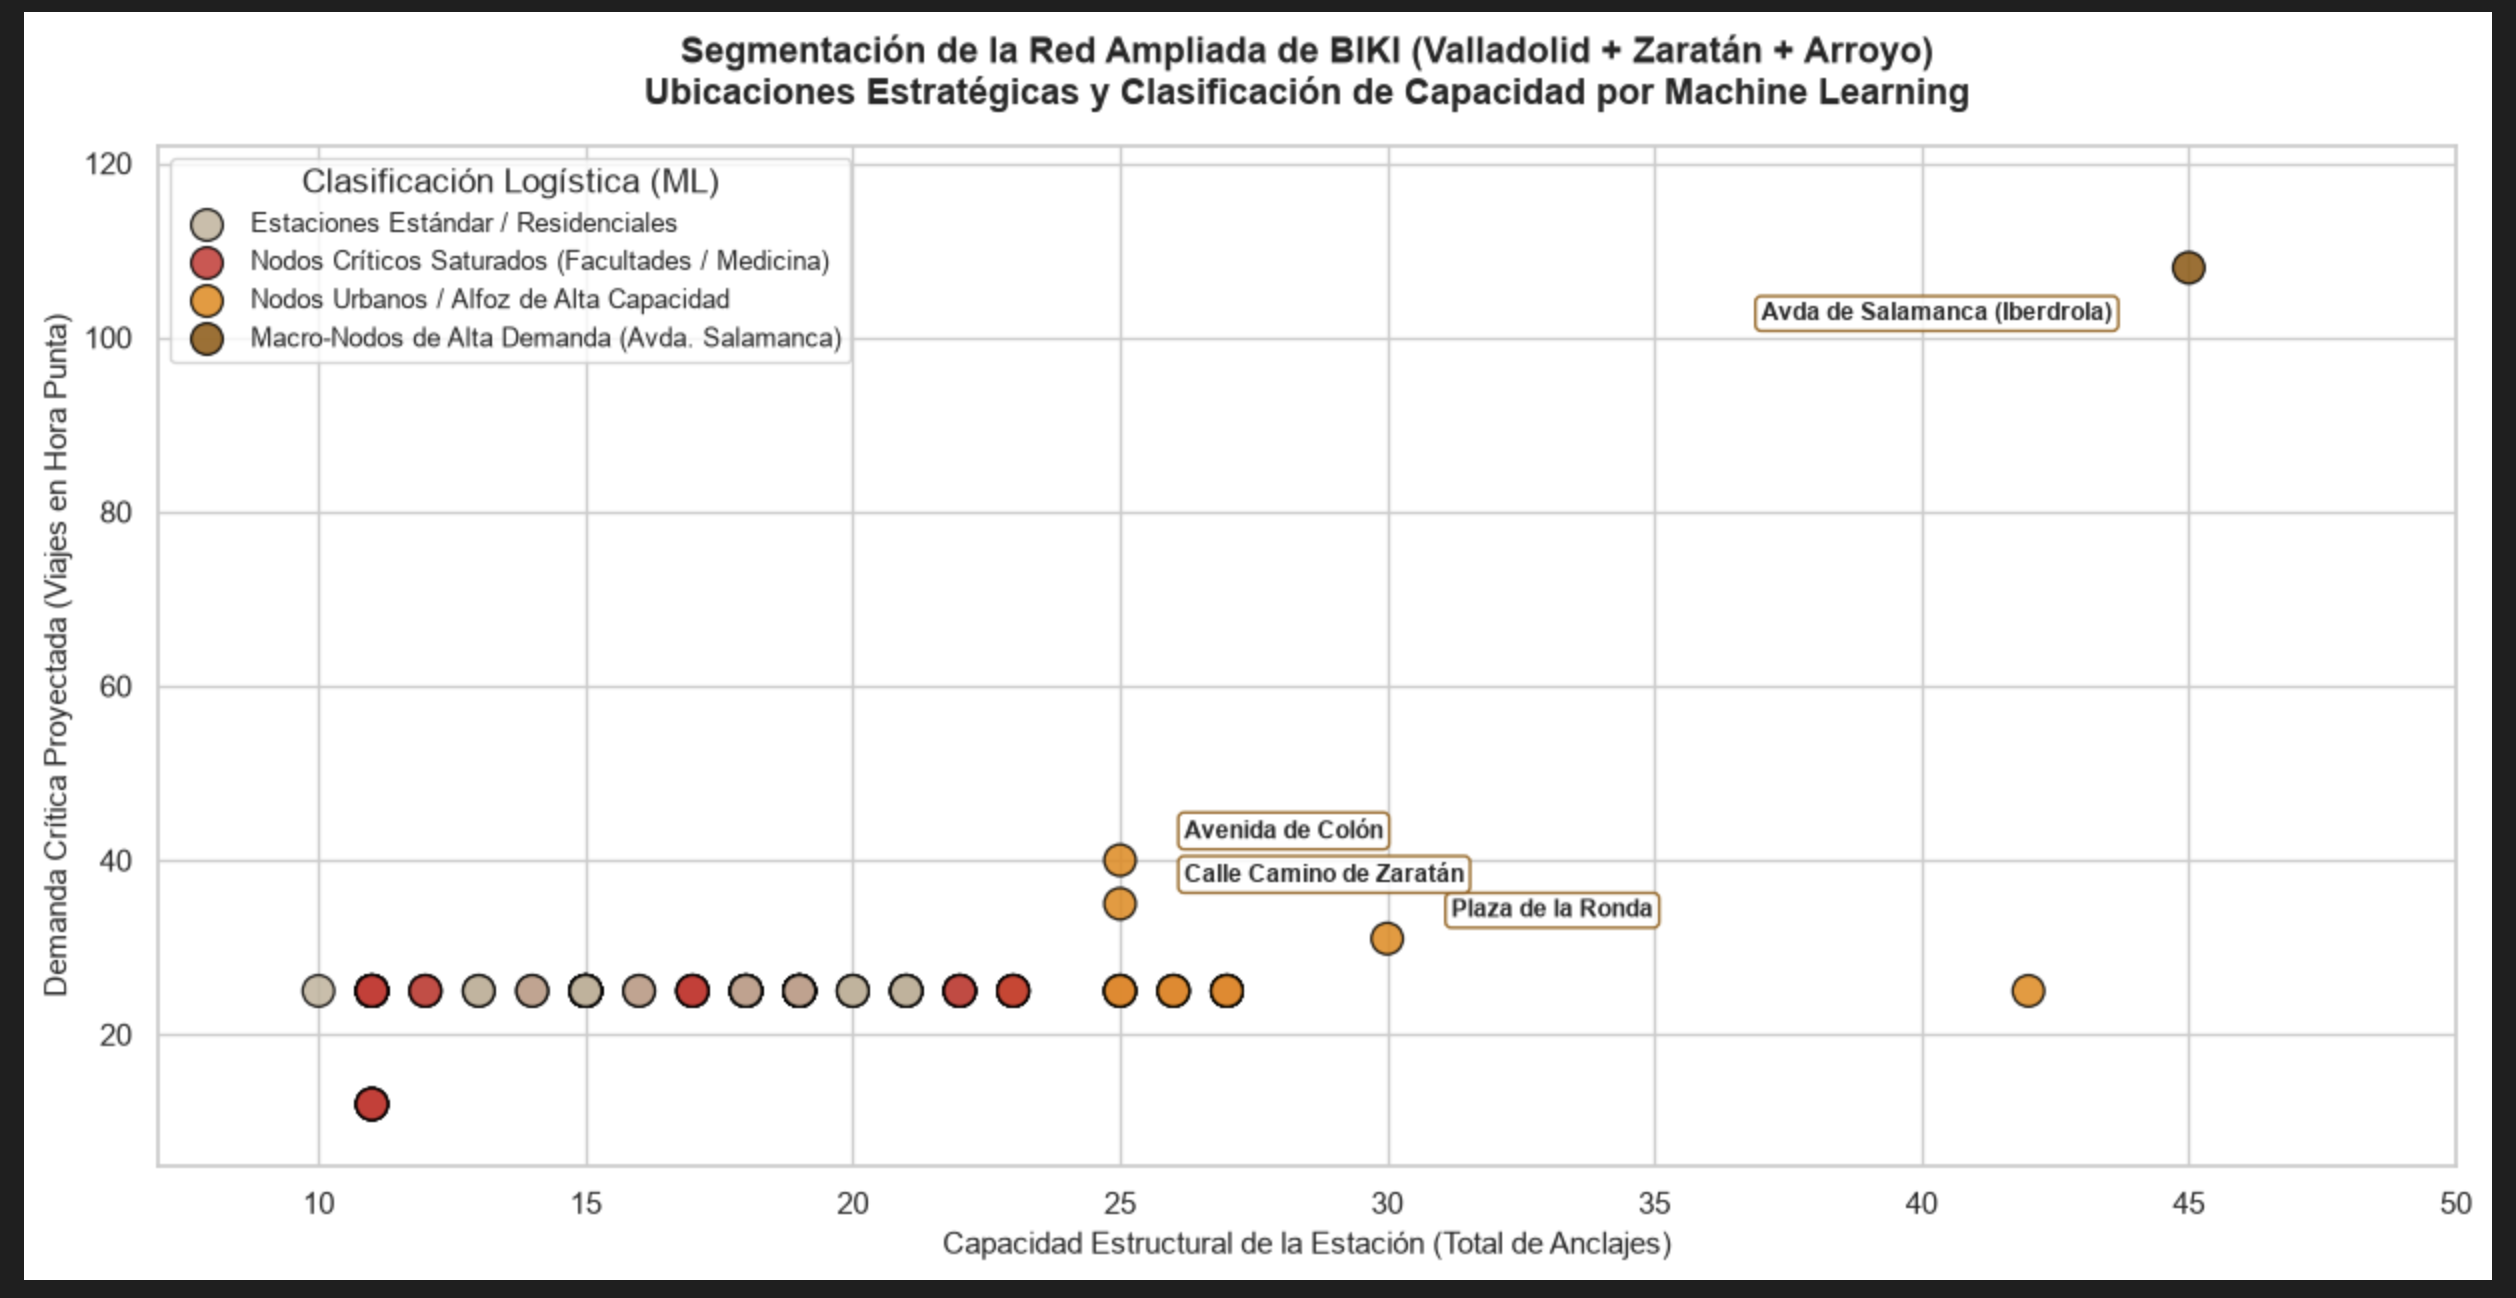 Segmentación de la Red Ampliada de BIKI (Valladolid + Zaratán + Arroyo)
Ubicaciones Estratégicas y Clasificación de Capacidad por Machine Learning
Demanda Crítica Proyectada (Viajes en Hora Punta)
120
100
80
60
40
20
Clasificación Logística (ML)
Estaciones Estándar / Residenciales
Nodos Críticos Saturados (Facultades / Medicina)
Nodos Urbanos / Alfoz de Alta Capacidad
Macro-Nodos de Alta Demanda (Avda. Salamanca)
Avda de Salamanca (Iberdrola)
Avenida de Colón
Calle Camino de Zaratán
Plaza de la Ronda
10 15 20 25 30 35 40 45 50
Capacidad Estructural de la Estación (Total de Anclajes)